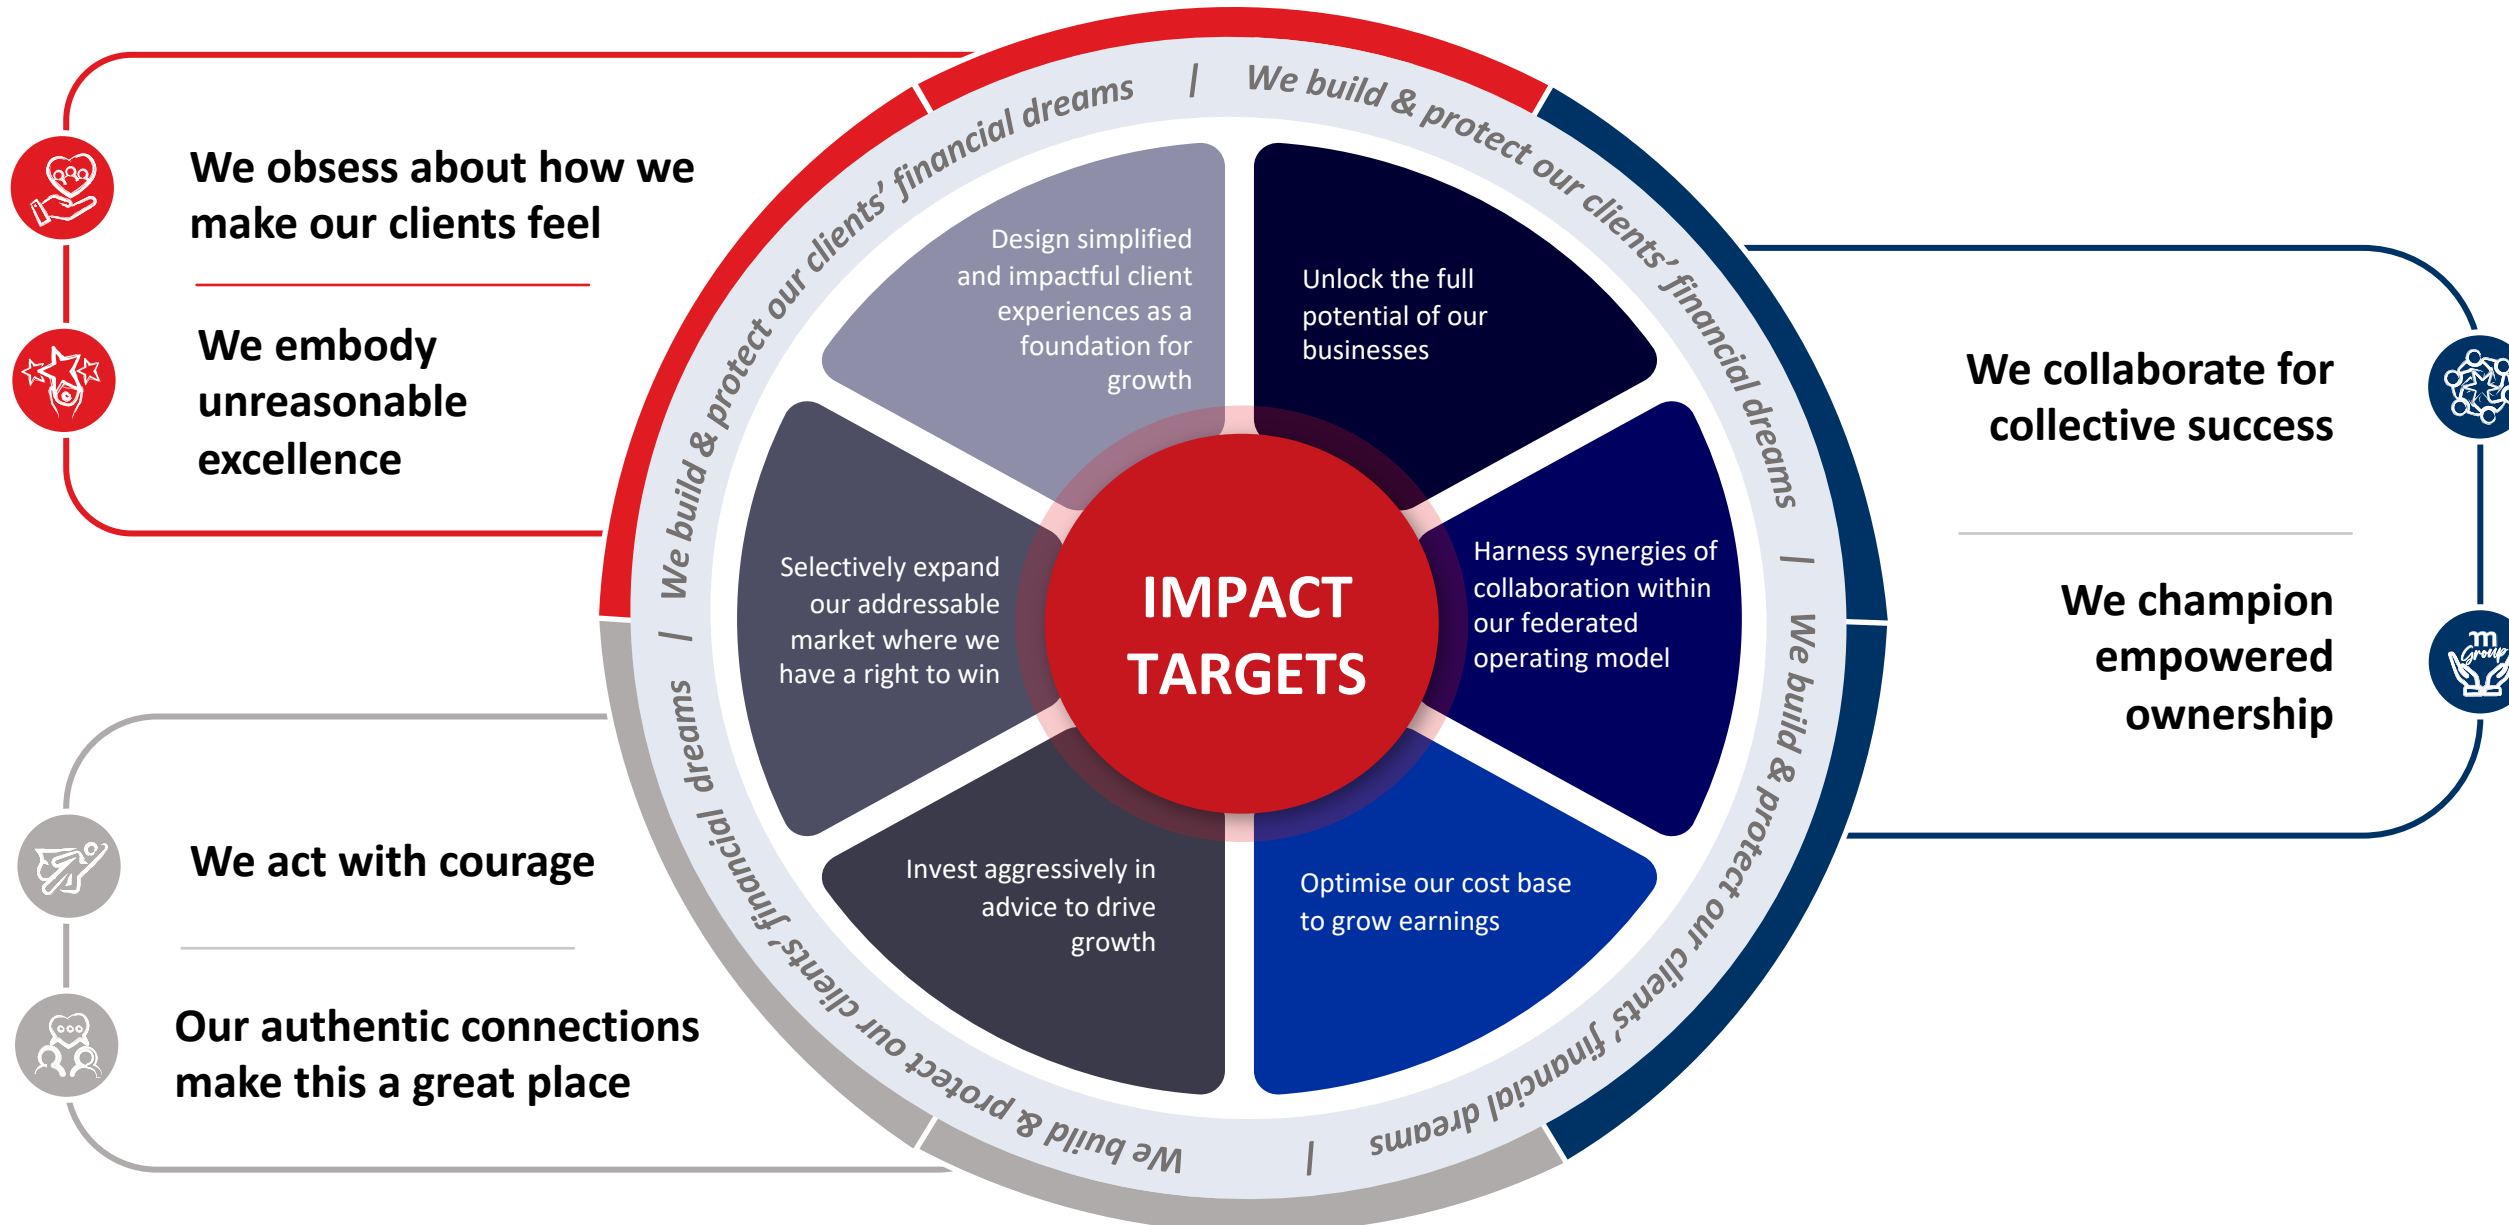 We obsess about how we
make our clients feel
We embody
unreasonable
excellence
We act with courage
Our authentic connections
make this a great place
We build & protect our clients’ financial dreams |
We build & protect our clients’ financial dreams |
We build & protect our clients’ financial dreams |
We build & protect our clients’ financial dreams |
Design simplified
and impactful client
experiences as a
foundation for
growth
Unlock the full
potential of our
businesses
Selectively expand
our addressable
market where we
have a right to win
IMPACT
TARGETS
Harness synergies of
collaboration within
our federated
operating model
Invest aggressively in
advice to drive
growth
Optimise our cost base
to grow earnings
We collaborate for
collective success
We champion
empowered
ownership
m
Group